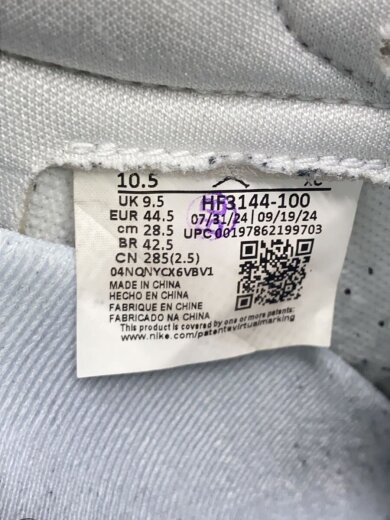 10.5 XC
UK 9.5 HF3144-100
EUR 44.5 07/31/24 | 09/19/24
cm 28.5 UPC 00197862199703
BR 42.5
CN 285(2.5)
04NQNYCX6VBV1
MADE IN CHINA
HECHO EN CHINA
FABRIQUE EN CHINE
FABRICADO NA CHINA
This product is covered by one or more patents:
www.nike.com/patentsvirtualmarking